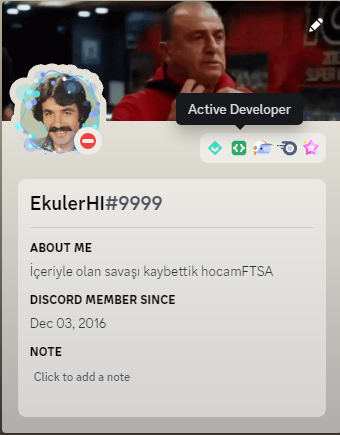 Active Developer
EkulerHI#9999
ABOUT ME
İçeriyle olan savaşı kaybettik hocamFTSA
DISCORD MEMBER SINCE
Dec 03, 2016
NOTE
Click to add a note